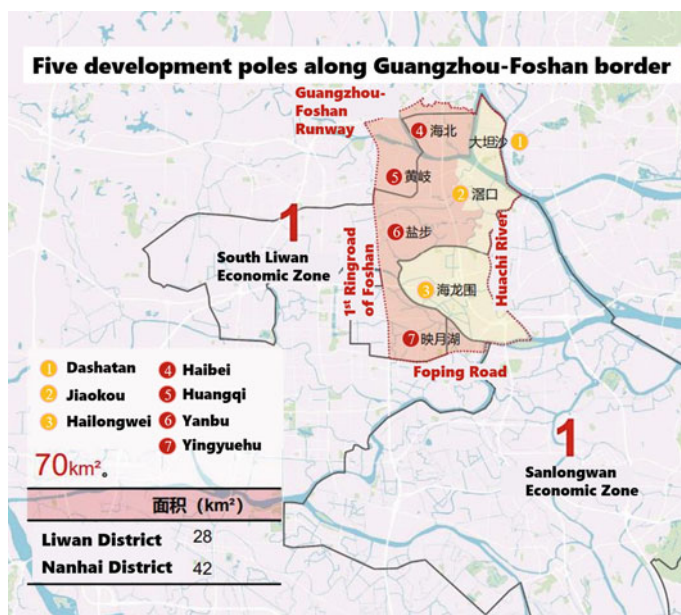 Five development poles along Guangzhou-Foshan border
Guangzhou-
Foshan
Runway
4 海北
大坦沙 1
5 黄岐
2 滘口
6 盐步
3 海龙围
7 映月湖
1st Ringroad
of Foshan
Huachi River
Foping Road
1
South Liwan
Economic Zone
1
Sanlongwan
Economic Zone
1 Dashatan
2 Jiaokou
3 Hailongwei
4 Haibei
5 Huangqi
6 Yanbu
7 Yingyuehu
70km²。
面积（km²）
Liwan District 28
Nanhai District 42